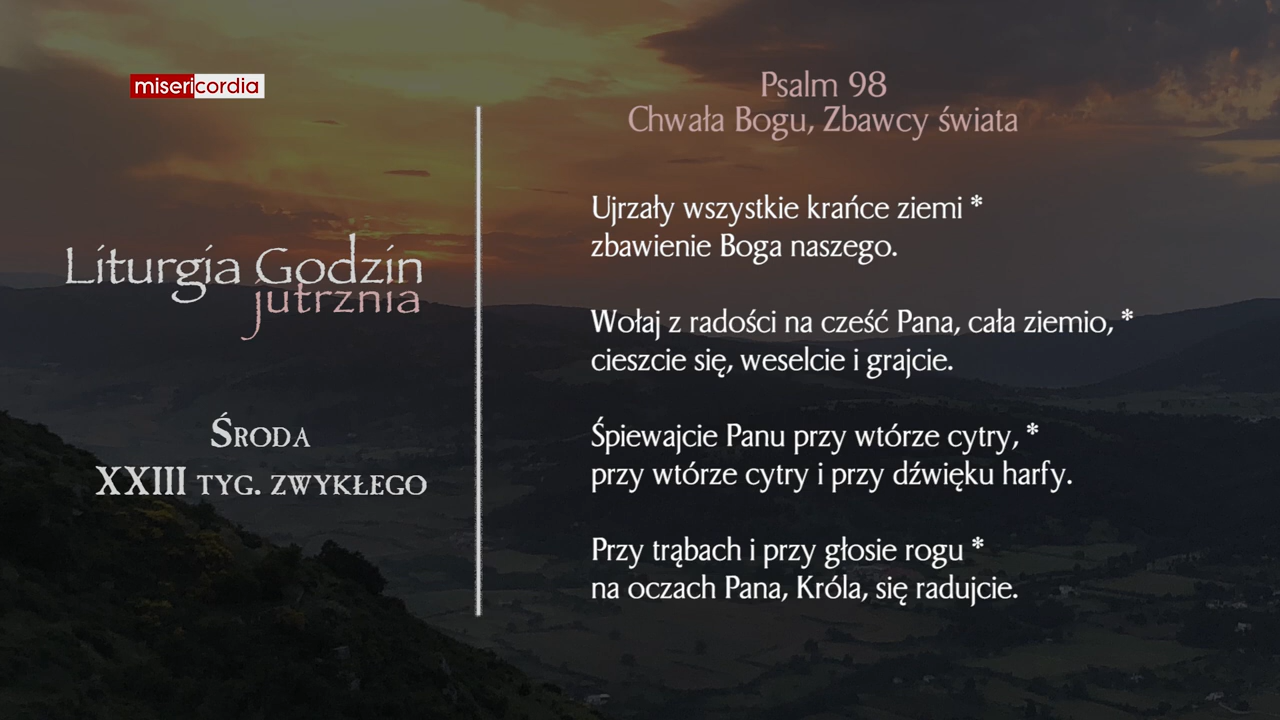 misericordia
Liturgia Godzin
jutrznia
Środa
XXIII tyg. zwykłego
Psalm 98
Chwała Bogu, Zbawcy świata
Ujrzały wszystkie krańce ziemi *
zbawienie Boga naszego.
Wołaj z radości na cześć Pana, cała ziemio, *
cieszcie się, weselcie i grajcie.
Śpiewajcie Panu przy wtórze cytry, *
przy wtórze cytry i przy dźwięku harfy.
Przy trąbach i przy głosie rogu *
na oczach Pana, Króla, się radujcie.